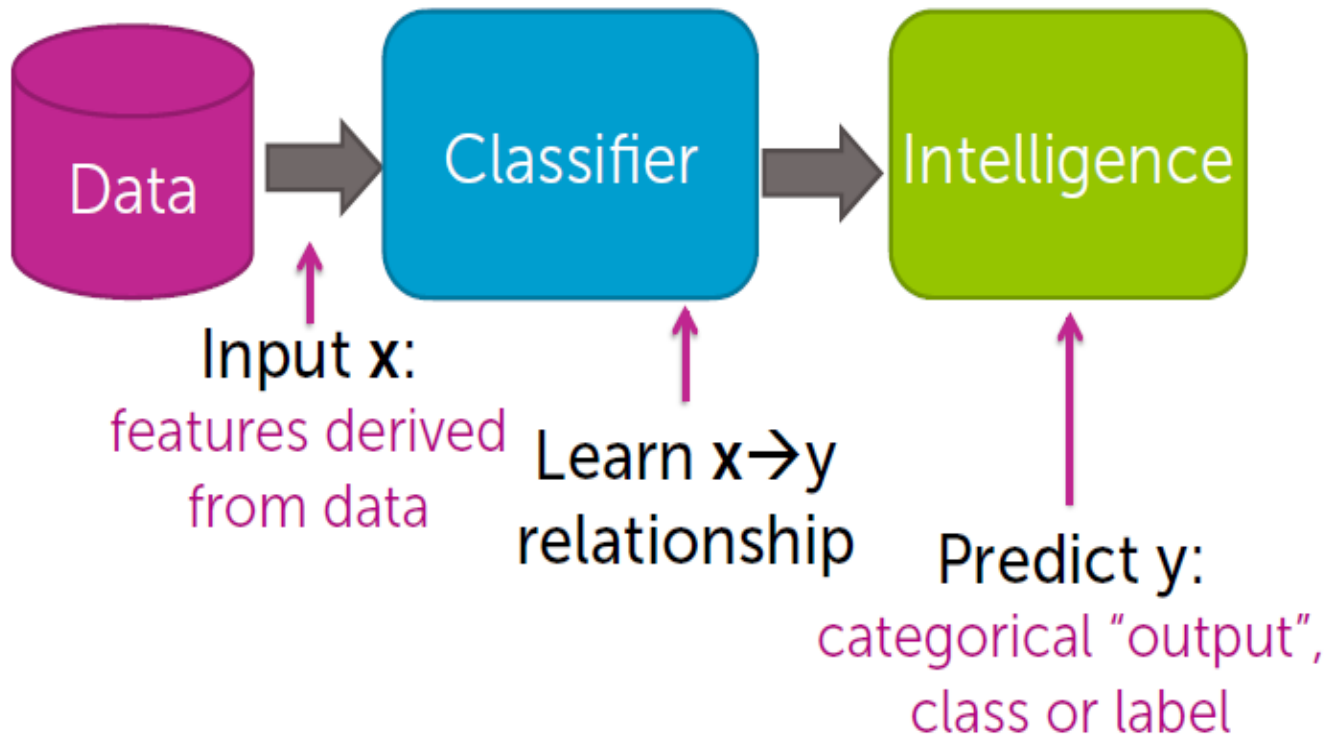 Data
Classifier
Intelligence
Input x:
features derived
from data
Learn x→y
relationship
Predict y:
categorical “output”,
class or label